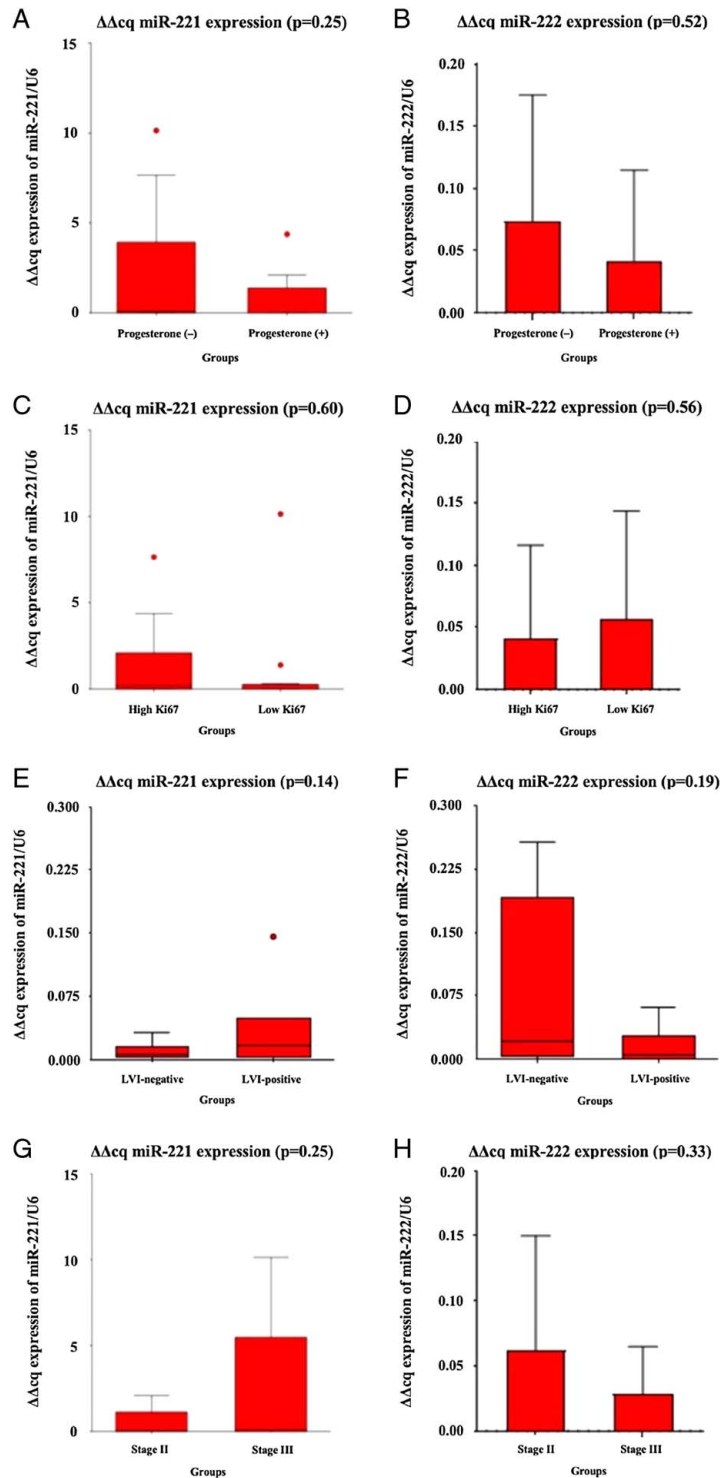 A
ΔΔcq miR-221 expression (p=0.25)
ΔΔcq expression of miR-221/U6
15
10
5
0
Progesterone (–)
Progesterone (+)
Groups
B
ΔΔcq miR-222 expression (p=0.52)
ΔΔcq expression of miR-222/U6
0.20
0.15
0.10
0.05
0.00
Progesterone (–)
Progesterone (+)
Groups
C
ΔΔcq miR-221 expression (p=0.60)
ΔΔcq expression of miR-221/U6
15
10
5
0
High Ki67
Low Ki67
Groups
D
ΔΔcq miR-222 expression (p=0.56)
ΔΔcq expression of miR-222/U6
0.20
0.15
0.10
0.05
0.00
High Ki67
Low Ki67
Groups
E
ΔΔcq miR-221 expression (p=0.14)
ΔΔcq expression of miR-221/U6
0.300
0.225
0.150
0.075
0.000
LVI-negative
LVI-positive
Groups
F
ΔΔcq miR-222 expression (p=0.19)
ΔΔcq expression of miR-222/U6
0.300
0.225
0.150
0.075
0.000
LVI-negative
LVI-positive
Groups
G
ΔΔcq miR-221 expression (p=0.25)
ΔΔcq expression of miR-221/U6
15
10
5
0
Stage II
Stage III
Groups
H
ΔΔcq miR-222 expression (p=0.33)
ΔΔcq expression of miR-222/U6
0.20
0.15
0.10
0.05
0.00
Stage II
Stage III
Groups